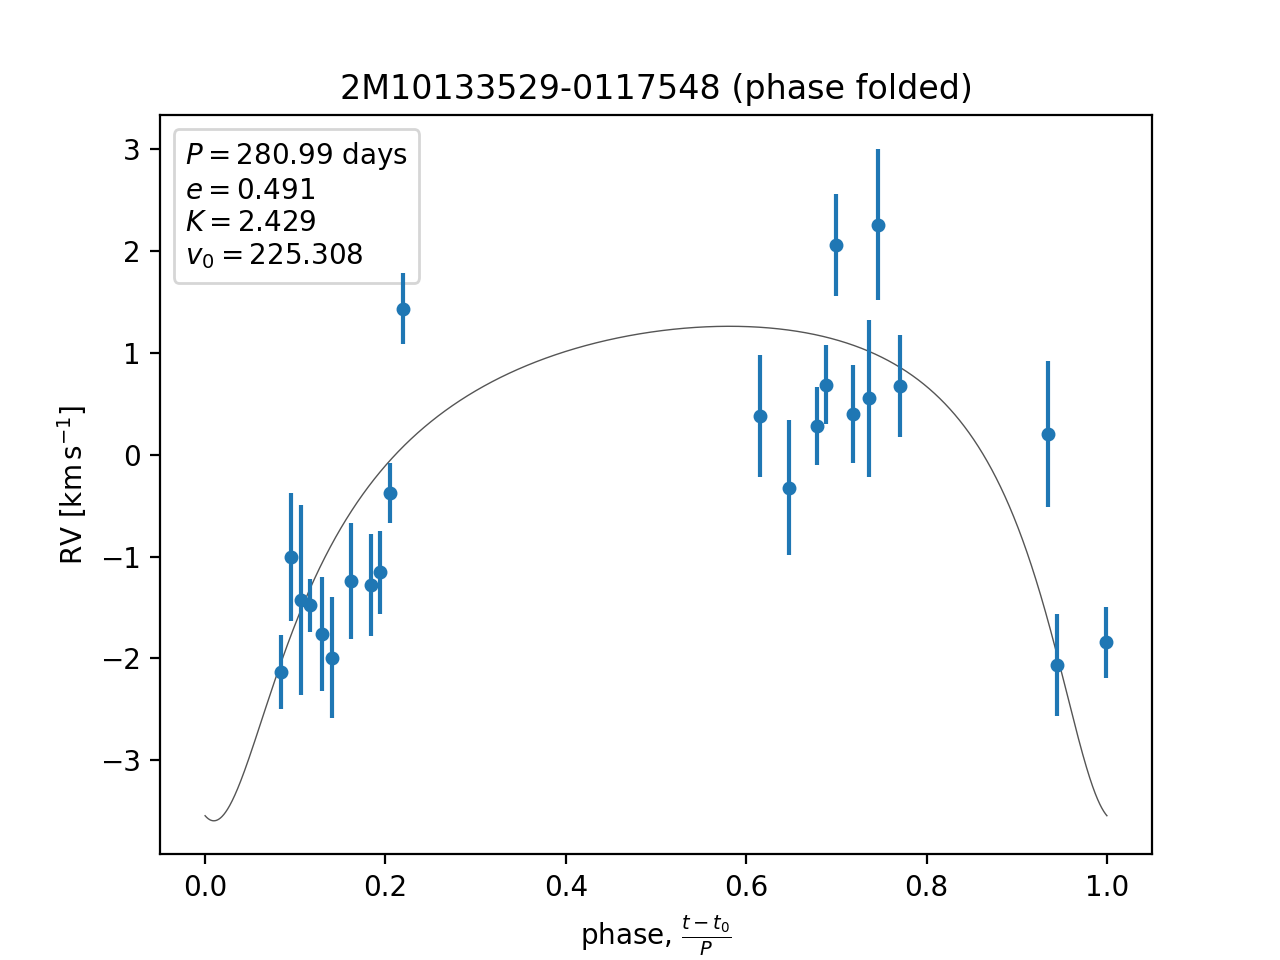 2M10133529-0117548 (phase folded)
P = 280.99 days
e = 0.491
K = 2.429
v₀ = 225.308
3
2
1
0
−1
−2
−3
RV [km s⁻¹]
0.0 0.2 0.4 0.6 0.8 1.0
phase, (t − t₀)/P